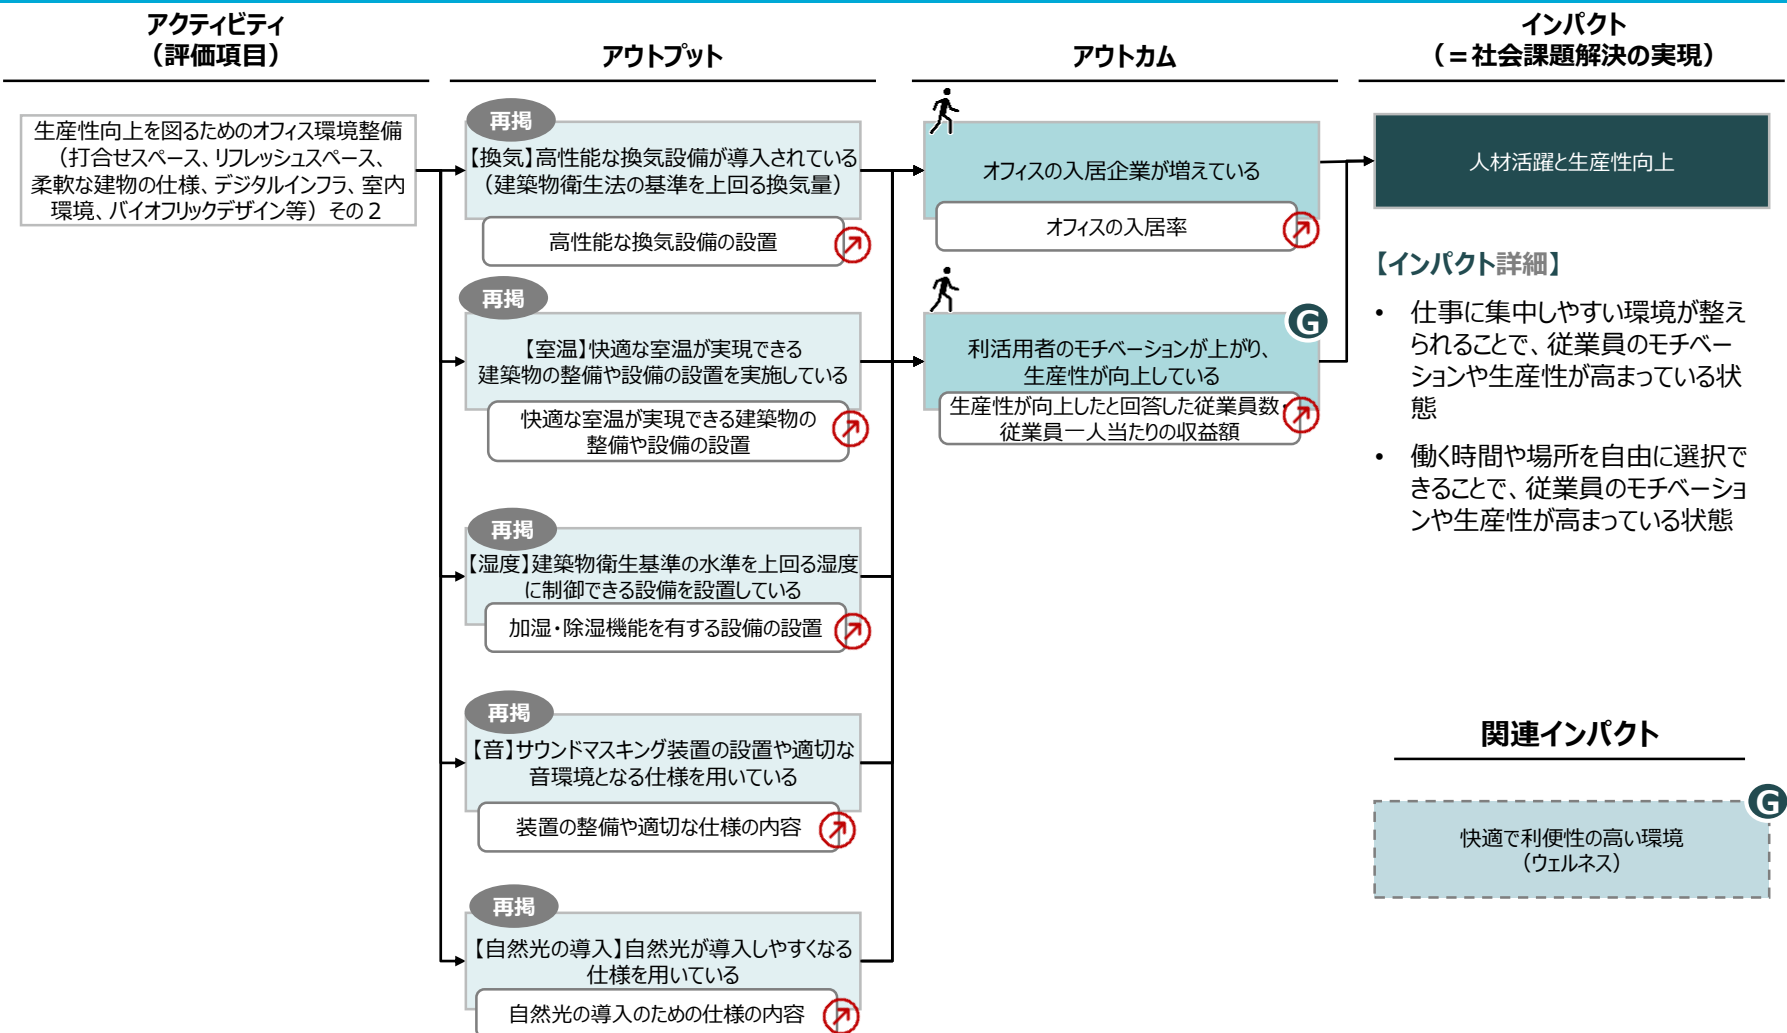 アクティビティ
（評価項目）
アウトプット
アウトカム
インパクト
（＝社会課題解決の実現）
生産性向上を図るためのオフィス環境整備
（打合せスペース、リフレッシュスペース、
柔軟な建物の仕様、デジタルインフラ、室内
環境、バイオフリックデザイン等）その２
再掲
【換気】高性能な換気設備が導入されている
（建築物衛生法の基準を上回る換気量）
高性能な換気設備の設置
再掲
【室温】快適な室温が実現できる
建築物の整備や設備の設置を実施している
快適な室温が実現できる建築物の
整備や設備の設置
再掲
【湿度】建築物衛生基準の水準を上回る湿度
に制御できる設備を設置している
加湿・除湿機能を有する設備の設置
再掲
【音】サウンドマスキング装置の設置や適切な
音環境となる仕様を用いている
装置の整備や適切な仕様の内容
再掲
【自然光の導入】自然光が導入しやすくなる
仕様を用いている
自然光の導入のための仕様の内容
オフィスの入居企業が増えている
オフィスの入居率
G
利活用者のモチベーションが上がり、
生産性が向上している
生産性が向上したと回答した従業員数・
従業員一人当たりの収益額
人材活躍と生産性向上
【インパクト詳細】
• 仕事に集中しやすい環境が整え
られることで、従業員のモチベー
ションや生産性が高まっている状
態
• 働く時間や場所を自由に選択で
きることで、従業員のモチベーショ
ンや生産性が高まっている状態
関連インパクト
G
快適で利便性の高い環境
（ウェルネス）